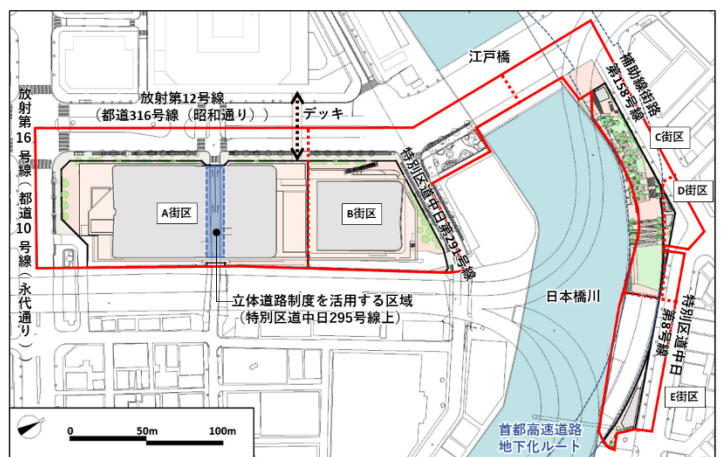 江戸橋
補助線街路
第158号線
放射第12号線
（都道316号線（昭和通り））
デッキ
放射第16号線（都道10号線（永代通り））
特別区道中日第291号線
C街区
D街区
A街区
B街区
立体道路制度を活用する区域
（特別区道中日295号線上）
日本橋川
特別区道中日
第8号線
E街区
首都高速道路
地下化ルート
0 50m 100m